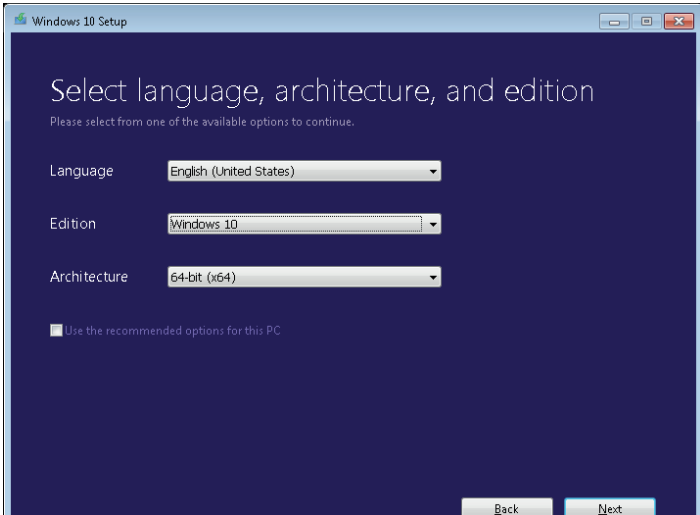 Windows 10 Setup
Select language, architecture, and edition
Please select from one of the available options to continue.
Language English (United States)
Edition Windows 10
Architecture 64-bit (x64)
Use the recommended options for this PC
Back Next